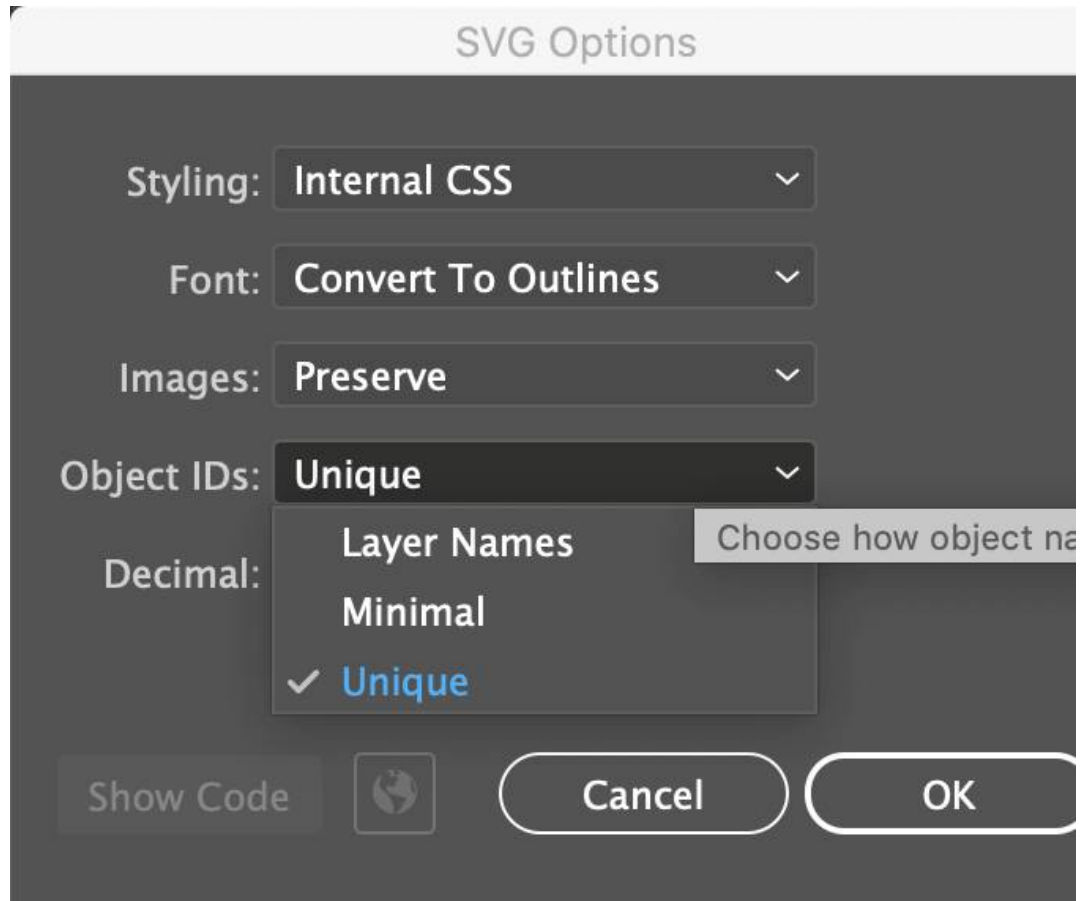 SVG Options
Styling: Internal CSS
Font: Convert To Outlines
Images: Preserve
Object IDs: Unique
Layer Names
Choose how object na
Decimal:
Minimal
Unique
Show Code Cancel OK